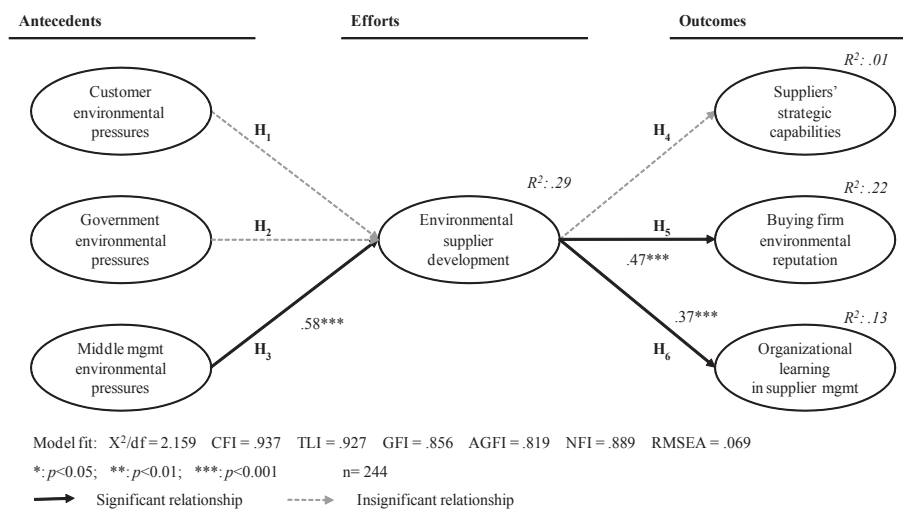 Antecedents
Efforts
Outcomes
Customer
environmental
pressures
Government
environmental
pressures
Middle mgmt
environmental
pressures
H1
H2
.58***
H3
R²: .29
Environmental
supplier
development
H4
H5
.47***
.37***
H6
R²: .01
Suppliers’
strategic
capabilities
R²: .22
Buying firm
environmental
reputation
R²: .13
Organizational
learning
in supplier mgmt
Model fit: X²/df = 2.159 CFI = .937 TLI = .927 GFI = .856 AGFI = .819 NFI = .889 RMSEA = .069
*: p<0.05; **: p<0.01; ***: p<0.001 n= 244
Significant relationship Insignificant relationship